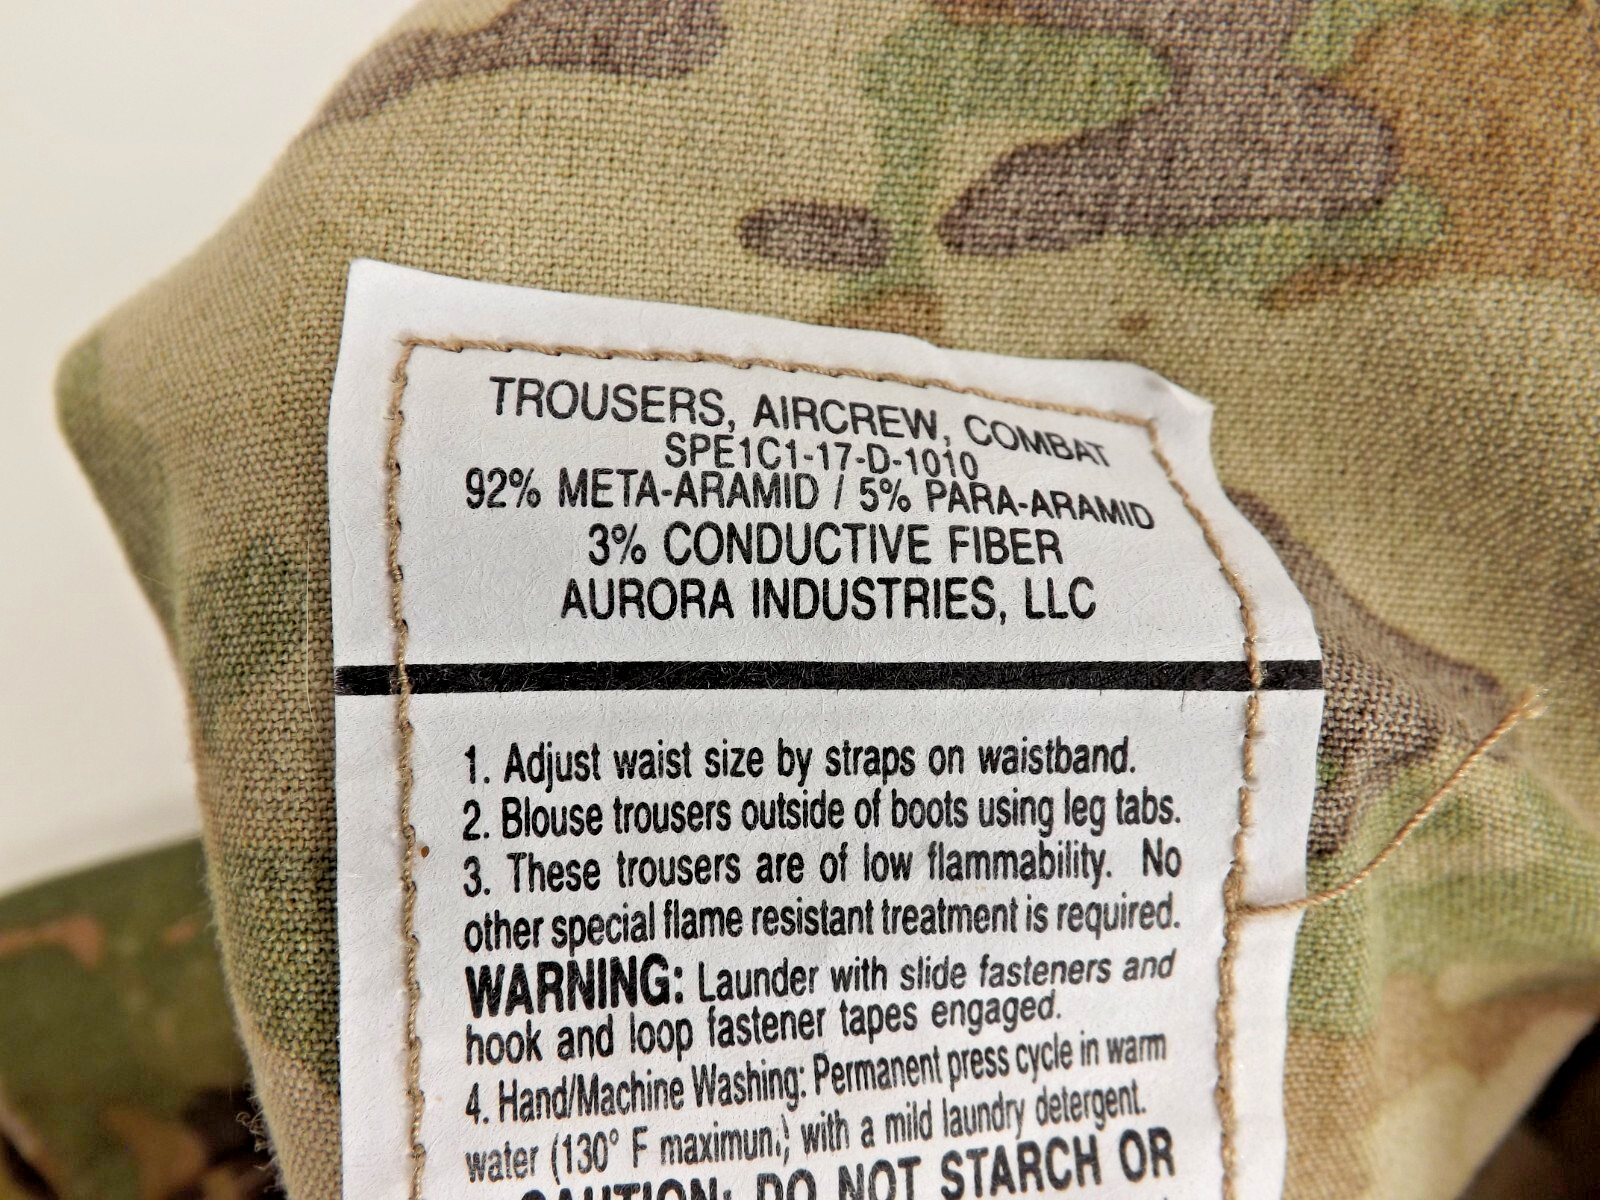 TROUSERS, AIRCREW, COMBAT
SPE1C1-17-D-1010
92% META-ARAMID / 5% PARA-ARAMID
3% CONDUCTIVE FIBER
AURORA INDUSTRIES, LLC
1. Adjust waist size by straps on waistband.
2. Blouse trousers outside of boots using leg tabs.
3. These trousers are of low flammability. No
other special flame resistant treatment is required.
WARNING: Launder with slide fasteners and
hook and loop fastener tapes engaged.
4. Hand/Machine Washing: Permanent press cycle in warm
water (130° F maximum) with a mild laundry detergent.
CAUTION: DO NOT STARCH OR